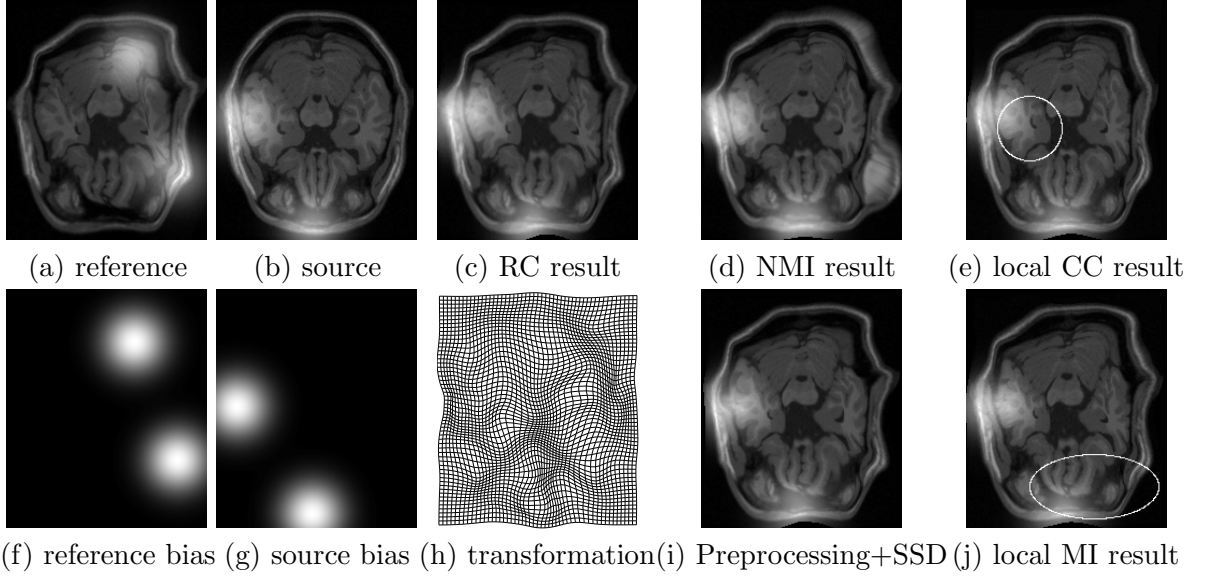 (a) reference (b) source (c) RC result (d) NMI result (e) local CC result
(f) reference bias (g) source bias (h) transformation(i) Preprocessing+SSD (j) local MI result